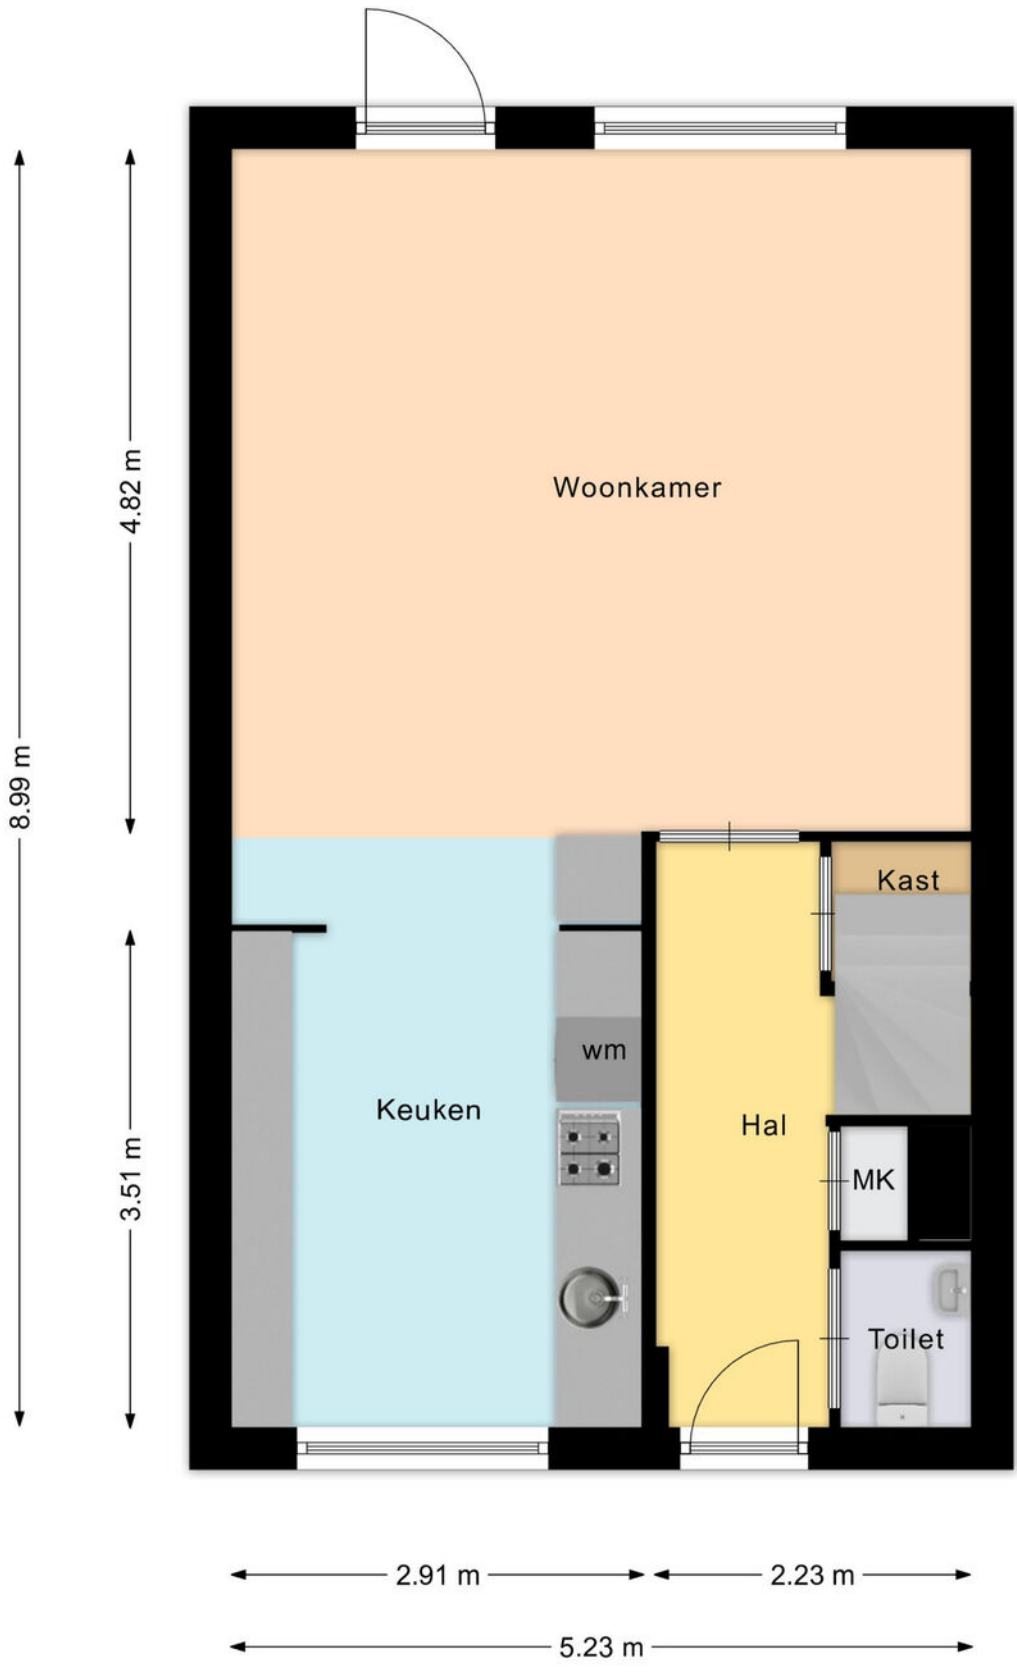 4.82 m
Woonkamer
8.99 m
Kast
wm
Keuken
Hal
3.51 m
MK
Toilet
2.91 m
2.23 m
5.23 m